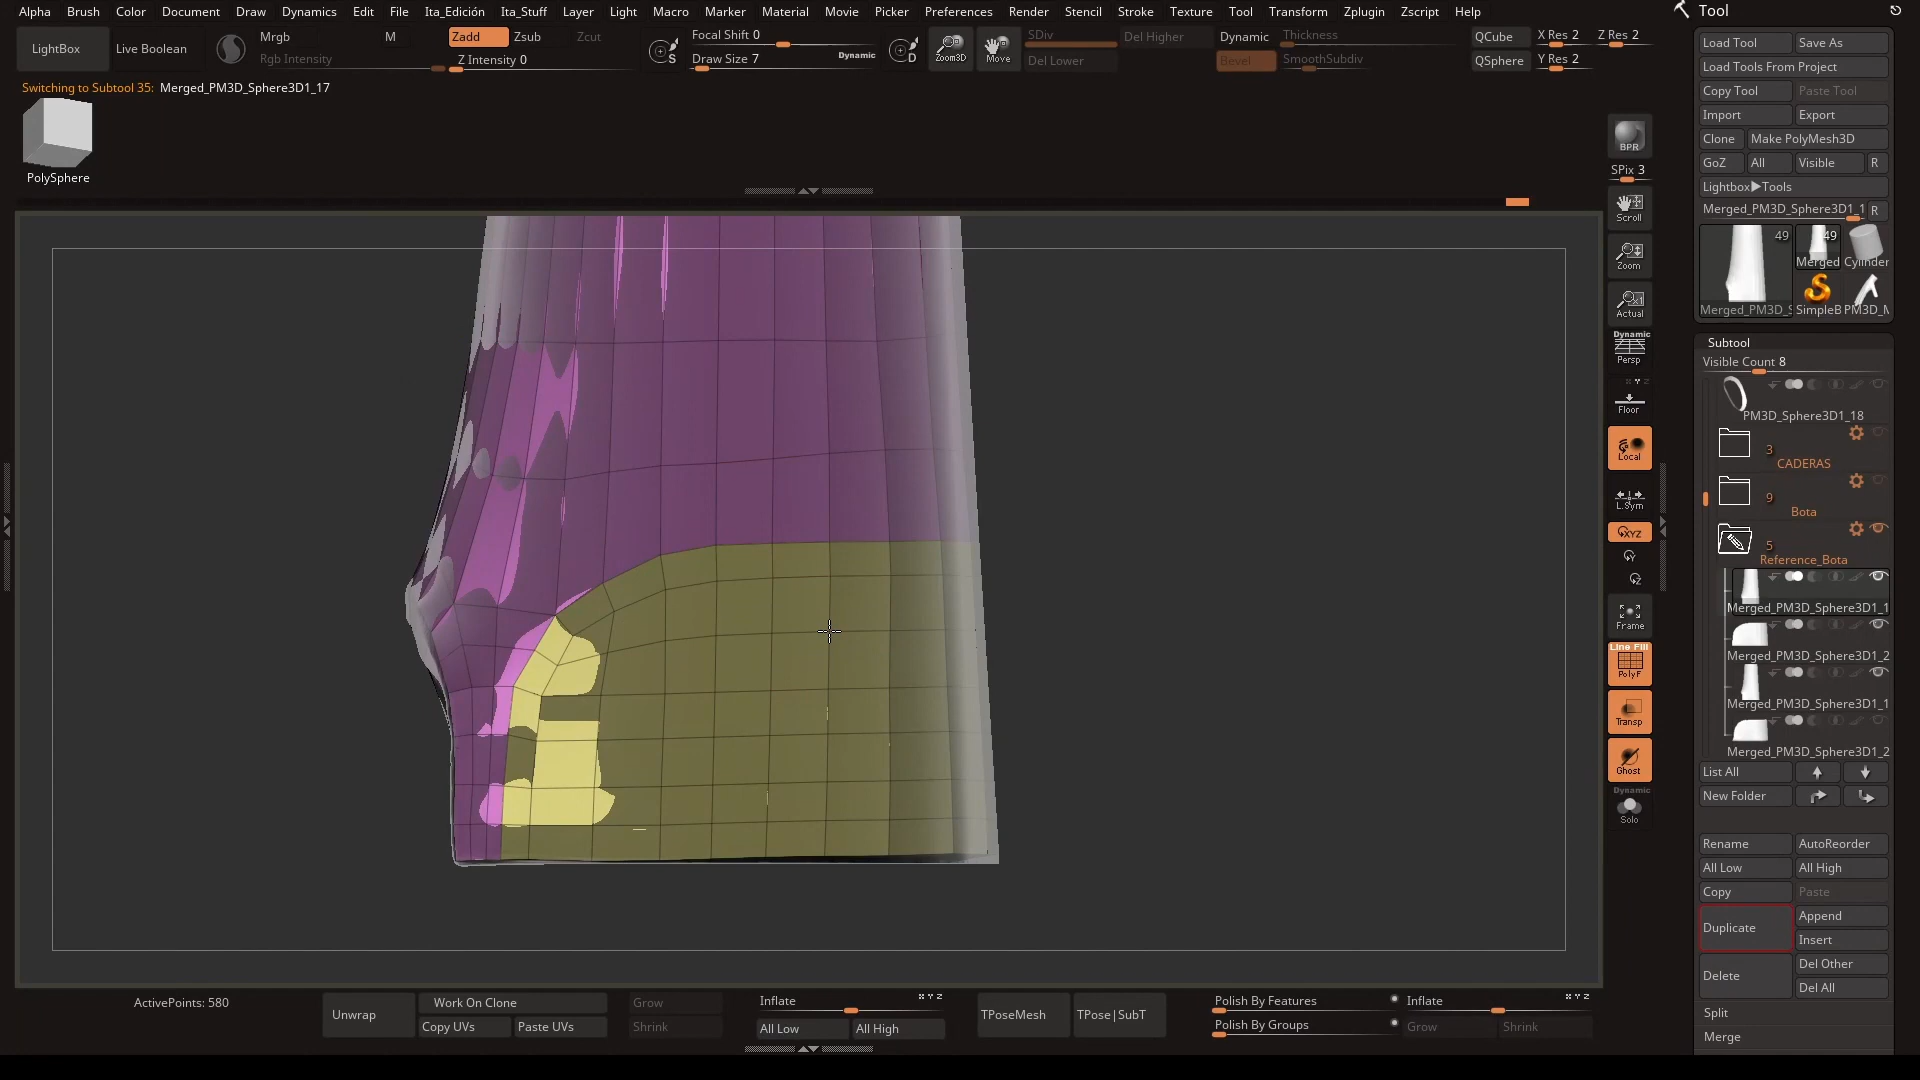 Alpha Brush Color Document Draw Dynamics Edit File Ita_Edición Ita_Stuff Layer Light Macro Marker Material Movie Picker Preferences Render Stencil Stroke Texture Tool Transform Zplugin Zscript Help
Tool
LightBox
Live Boolean
Mrgb
M
Rgb Intensity
Zadd
Zsub
Zcut
Z Intensity 0
S
Focal Shift 0
Draw Size 7
Dynamic
D
Zoom3D
Move
SDiv
Del Higher
Del Lower
Dynamic
Thickness
Bevel
SmoothSubdiv
QCube
X Res 2
Z Res 2
QSphere
Y Res 2
Switching to Subtool 35: Merged_PM3D_Sphere3D1_17
PolySphere
BPR
SPix 3
Scroll
Zoom
Actual
Dynamic
Persp
Floor
Local
L.Sym
XYZ
Y
Z
Frame
Line Fill
PolyF
Transp
Ghost
Dynamic
Solo
Load Tool
Save As
Load Tools From Project
Copy Tool
Paste Tool
Import
Export
Clone
Make PolyMesh3D
GoZ
All
Visible
R
Lightbox▶Tools
Merged_PM3D_Sphere3D1_1
R
49
49
Merged
Cylinder
Merged_PM3D_S
SimpleB
PM3D_M
Subtool
Visible Count 8
PM3D_Sphere3D1_18
3
CADERAS
9
Bota
5
Reference_Bota
Merged_PM3D_Sphere3D1_1
Merged_PM3D_Sphere3D1_2
Merged_PM3D_Sphere3D1_1
Merged_PM3D_Sphere3D1_2
List All
New Folder
Rename
AutoReorder
All Low
All High
Copy
Paste
Duplicate
Append
Insert
Delete
Del Other
Del All
Split
Merge
ActivePoints: 580
Unwrap
Work On Clone
Copy UVs
Paste UVs
Grow
Shrink
Inflate
X Y Z
All Low
All High
TPoseMesh
TPose|SubT
Polish By Features
Polish By Groups
Inflate
X Y Z
Grow
Shrink